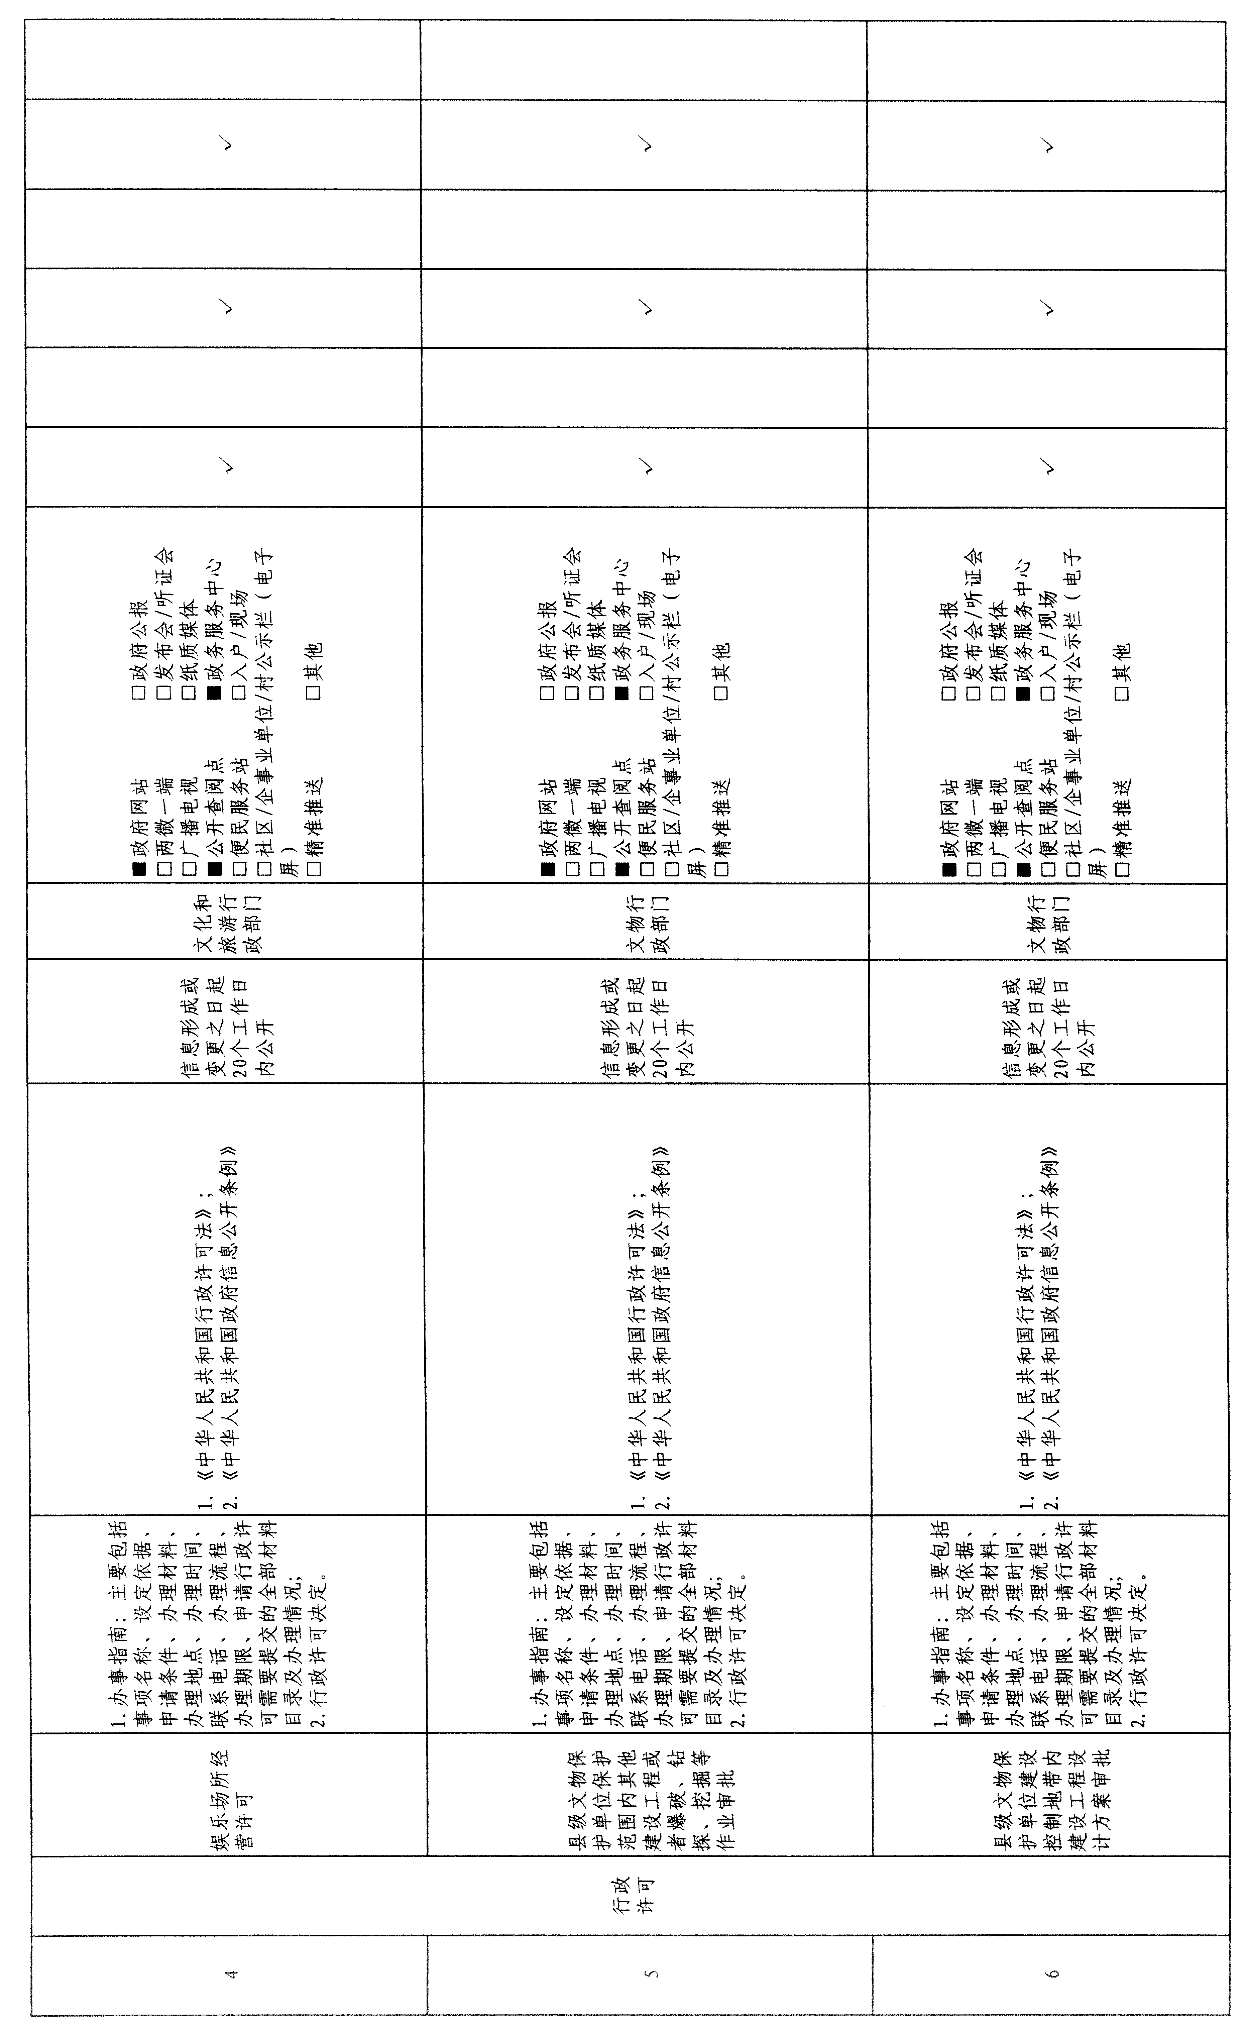 4
行政
许可
娱乐场所经
营许可
1.办事指南：主要包括
事项名称、设定依据、
申请条件、办理材料、
办理地点、办理时间、
联系电话、办理流程、
办理期限、申请行政许
可需要提交的全部材料
目录及办理情况；
2.行政许可决定。
1.《中华人民共和国行政许可法》；
2.《中华人民共和国政府信息公开条例》
信息形成或
变更之日起
20个工作日
内公开
文化和
旅游行
政部门
■政府网站 □政府公报
□两微一端 □发布会/听证会
□广播电视 □纸质媒体
■公开查阅点 ■政务服务中心
□便民服务站 □入户/现场
□社区/企事业单位/村公示栏（电子
屏）
□精准推送 □其他
✓
✓
✓
5
县级文物保
护单位保护
范围内其他
建设工程或
者爆破、钻
探、挖掘等
作业审批
1.办事指南：主要包括
事项名称、设定依据、
申请条件、办理材料、
办理地点、办理时间、
联系电话、办理流程、
办理期限、申请行政许
可需要提交的全部材料
目录及办理情况；
2.行政许可决定。
1.《中华人民共和国行政许可法》；
2.《中华人民共和国政府信息公开条例》
信息形成或
变更之日起
20个工作日
内公开
文物行
政部门
■政府网站 □政府公报
□两微一端 □发布会/听证会
□广播电视 □纸质媒体
■公开查阅点 ■政务服务中心
□便民服务站 □入户/现场
□社区/企事业单位/村公示栏（电子
屏）
□精准推送 □其他
✓
✓
✓
6
县级文物保
护单位建设
控制地带内
建设工程设
计方案审批
1.办事指南：主要包括
事项名称、设定依据、
申请条件、办理材料、
办理地点、办理时间、
联系电话、办理流程、
办理期限、申请行政许
可需要提交的全部材料
目录及办理情况；
2.行政许可决定。
1.《中华人民共和国行政许可法》；
2.《中华人民共和国政府信息公开条例》
信息形成或
变更之日起
20个工作日
内公开
文物行
政部门
■政府网站 □政府公报
□两微一端 □发布会/听证会
□广播电视 □纸质媒体
■公开查阅点 ■政务服务中心
□便民服务站 □入户/现场
□社区/企事业单位/村公示栏（电子
屏）
□精准推送 □其他
✓
✓
✓